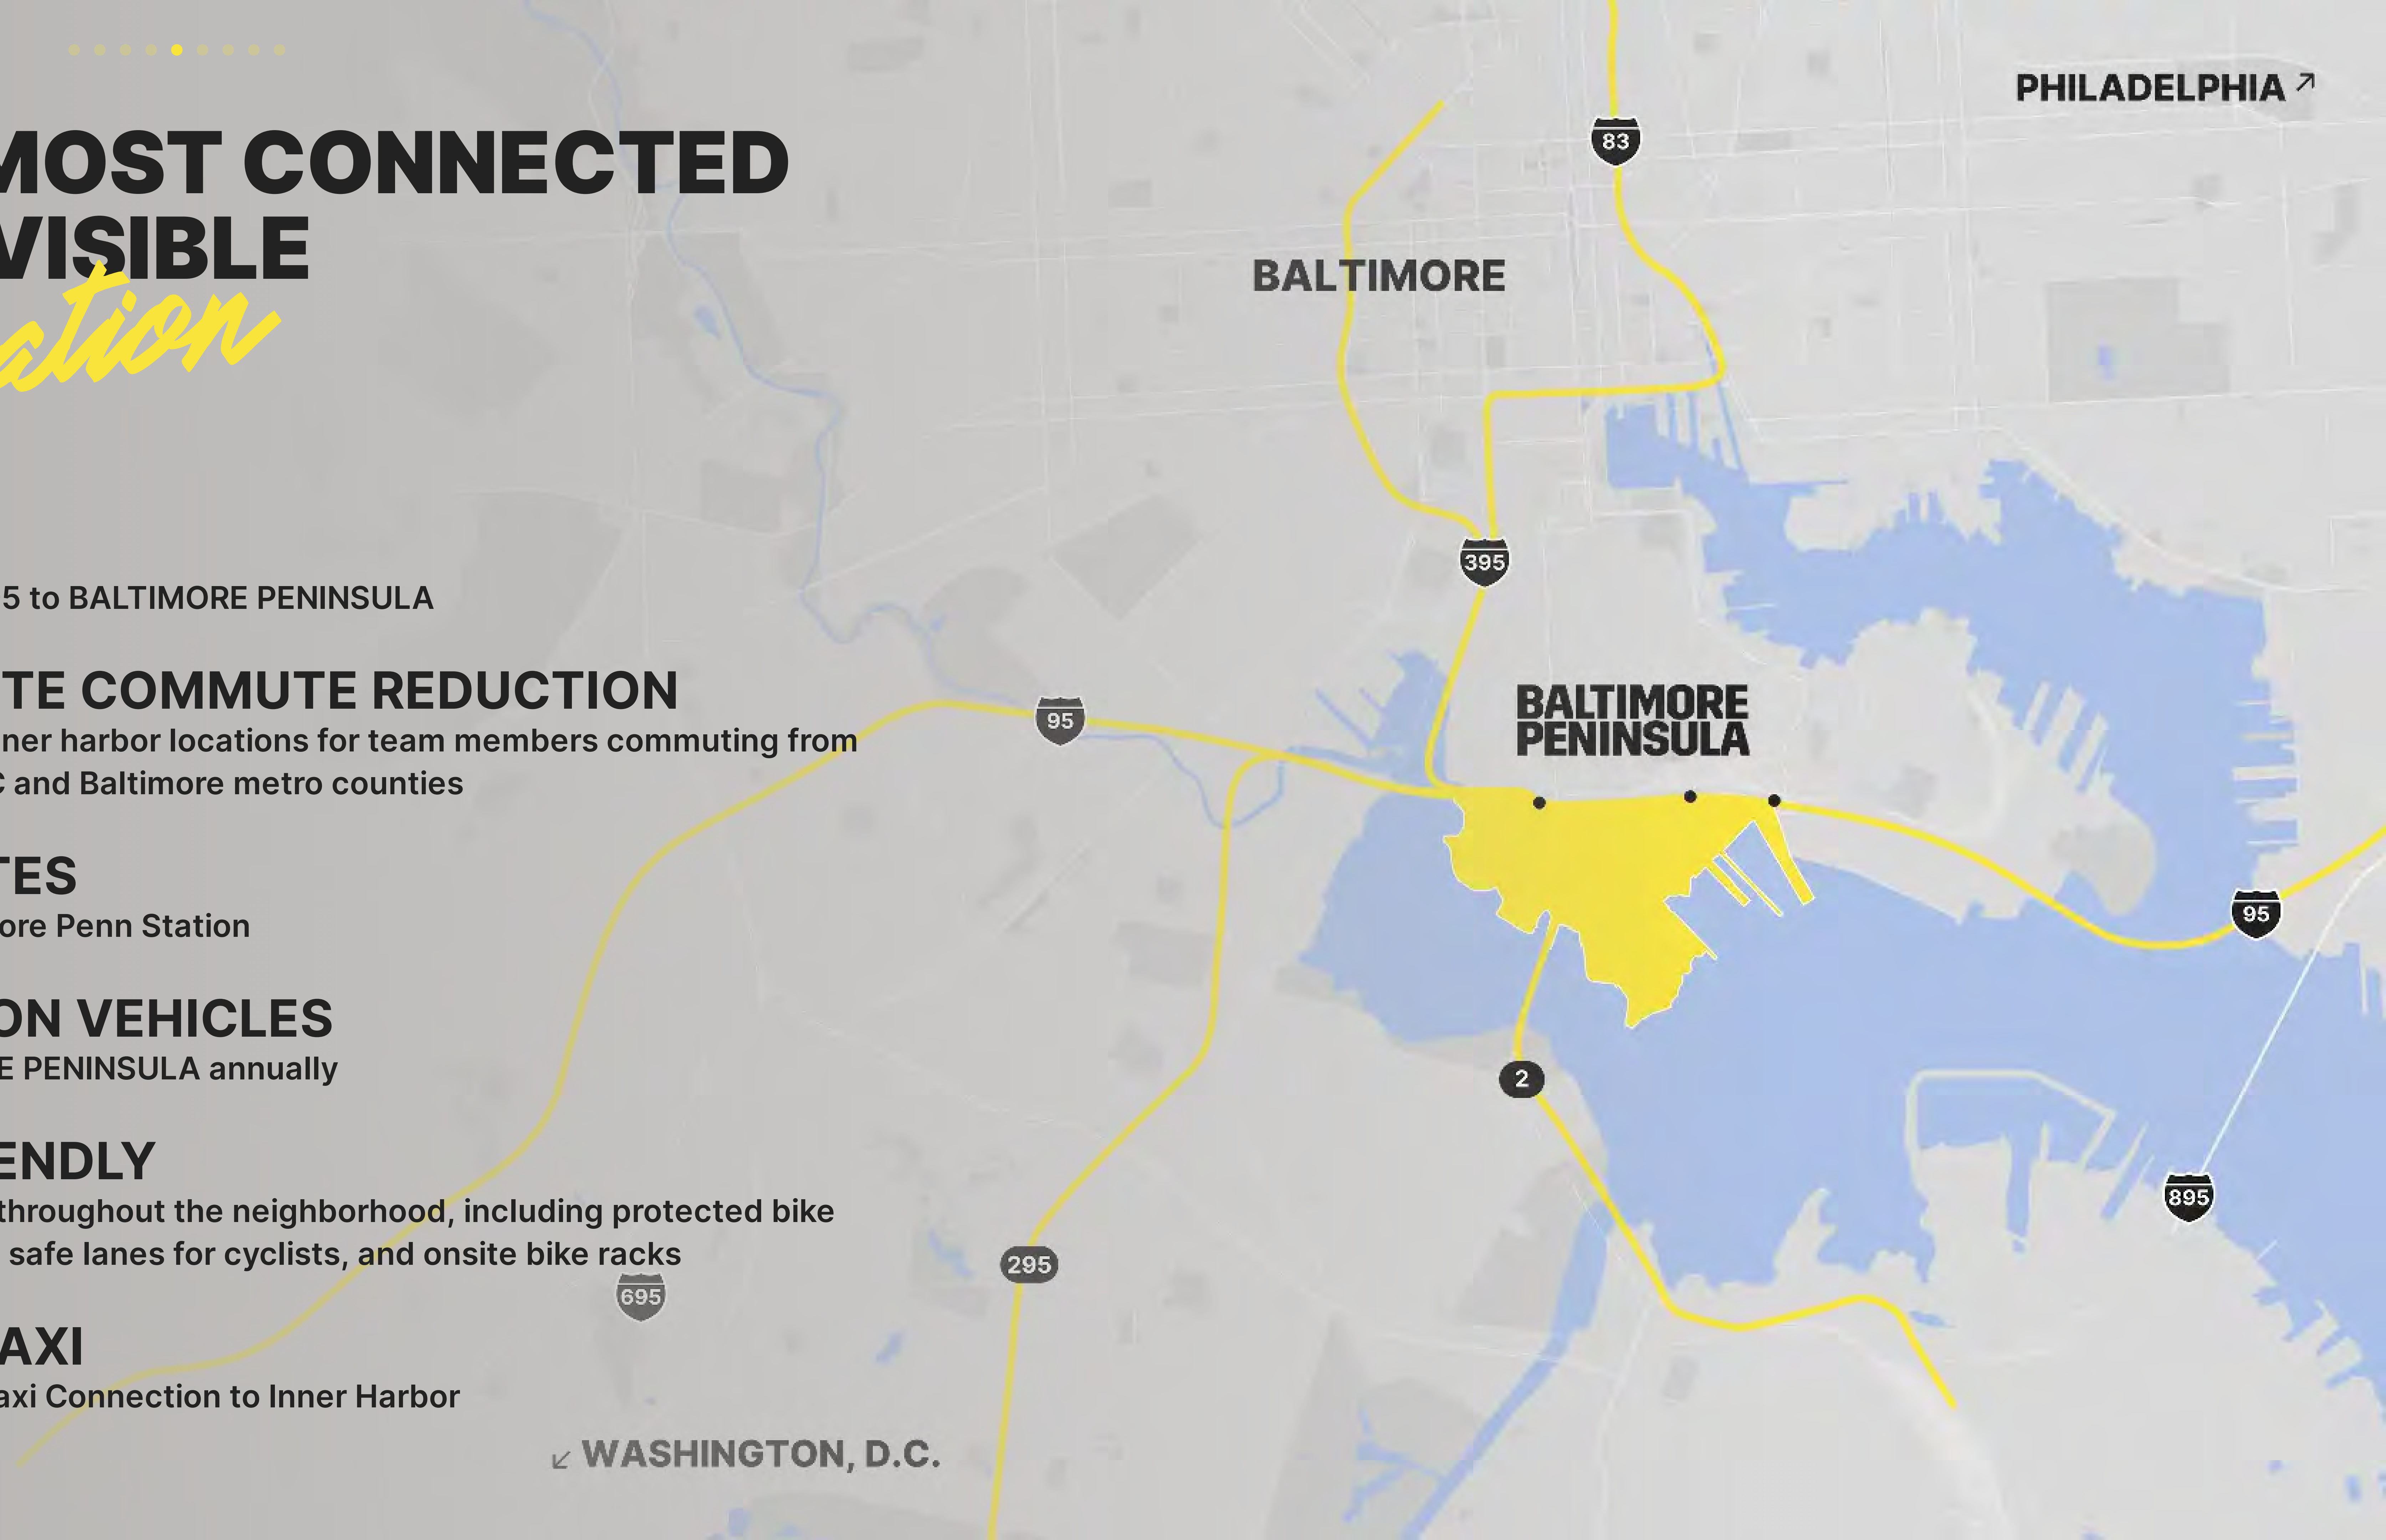 MOST CONNECTED
VISIBLE
ation
5 to BALTIMORE PENINSULA
TE COMMUTE REDUCTION
ner harbor locations for team members commuting from
C and Baltimore metro counties
TES
ore Penn Station
ON VEHICLES
E PENINSULA annually
ENDLY
throughout the neighborhood, including protected bike
safe lanes for cyclists, and onsite bike racks
AXI
axi Connection to Inner Harbor
PHILADELPHIA ↗
83
BALTIMORE
395
95
BALTIMORE
PENINSULA
95
2
895
295
695
↙ WASHINGTON, D.C.